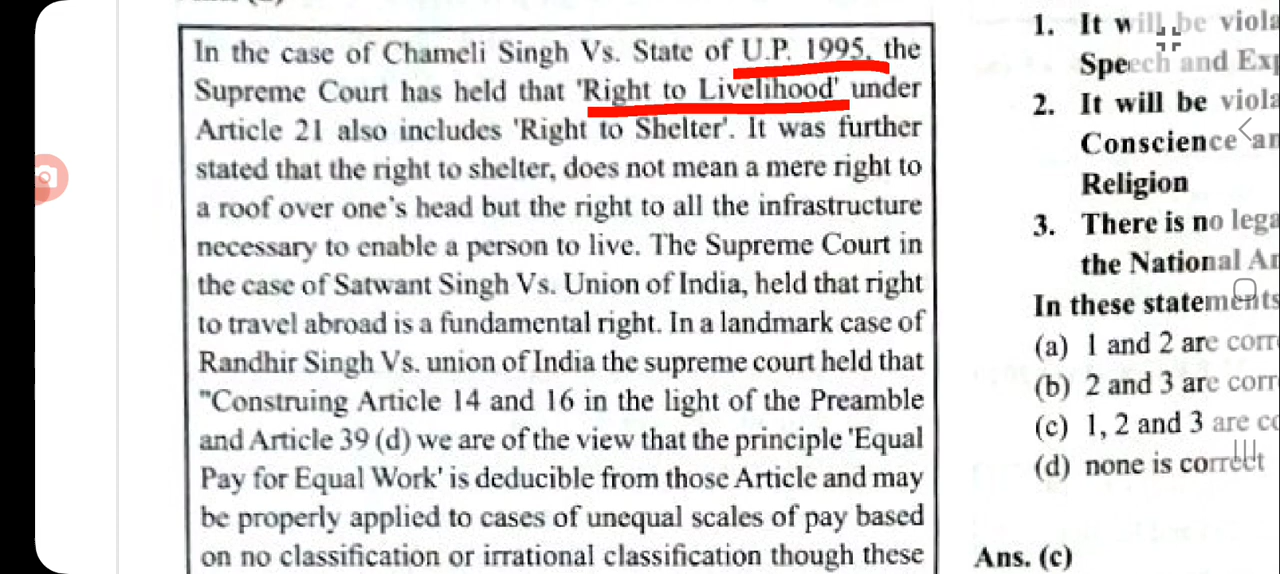 In the case of Chameli Singh Vs. State of U.P. 1995, the
Supreme Court has held that 'Right to Livelihood' under
Article 21 also includes 'Right to Shelter'. It was further
stated that the right to shelter, does not mean a mere right to
a roof over one's head but the right to all the infrastructure
necessary to enable a person to live. The Supreme Court in
the case of Satwant Singh Vs. Union of India, held that right
to travel abroad is a fundamental right. In a landmark case of
Randhir Singh Vs. union of India the supreme court held that
"Construing Article 14 and 16 in the light of the Preamble
and Article 39 (d) we are of the view that the principle 'Equal
Pay for Equal Work' is deducible from those Article and may
be properly applied to cases of unequal scales of pay based
on no classification or irrational classification though these
1. It will be
Speech and
2. It will be
Conscience
Religion
3. There is no
the National
In these statements
(a) 1 and 2 are
(b) 2 and 3 are
(c) 1, 2 and 3 are
(d) none is correct
Ans. (c)